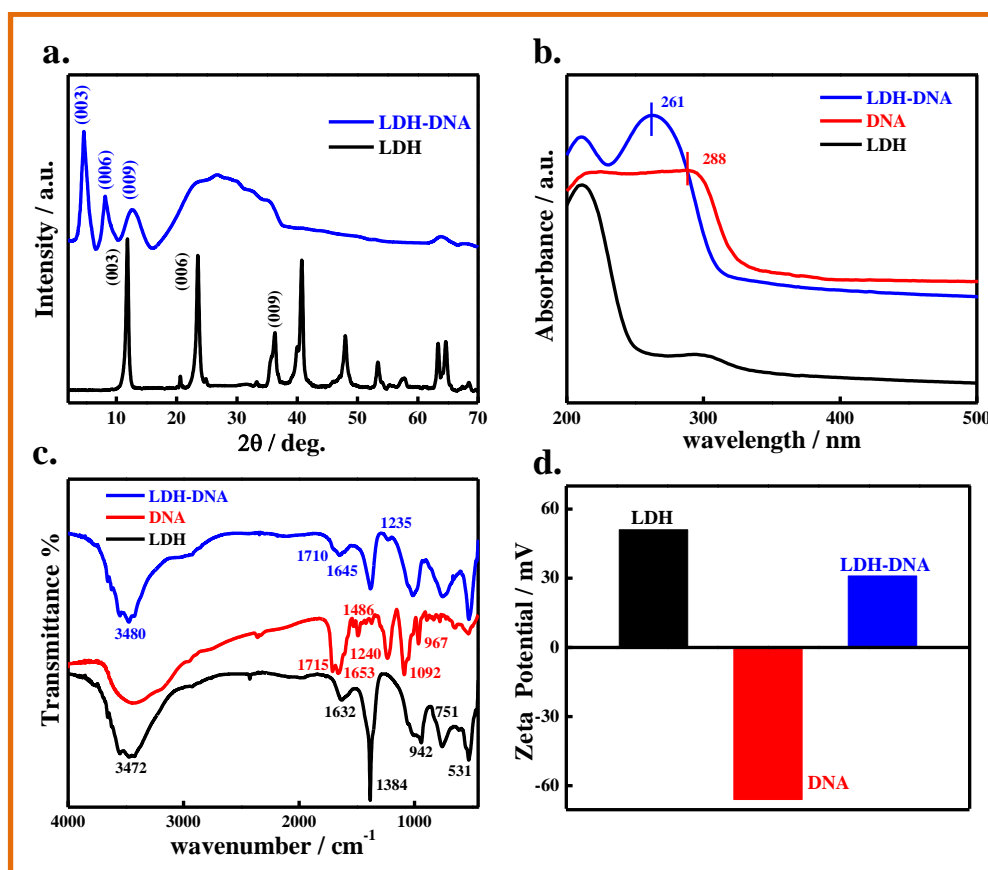 a.
(003)
(006)
(009)
LDH-DNA
LDH
(003)
(006)
(009)
Intensity / a.u.
10 20 30 40 50 60 70
2θ / deg.
b.
261
288
LDH-DNA
DNA
LDH
Absorbance / a.u.
200 300 400 500
wavelength / nm
c.
LDH-DNA
DNA
LDH
1235
1710
1645
3480
1486
1240
967
1715
1653
1092
1632
751
942
3472
531
1384
Transmittance %
4000 3000 2000 1000
wavenumber / cm-1
d.
60
30
0
-30
-60
Zeta Potential / mV
LDH
LDH-DNA
DNA